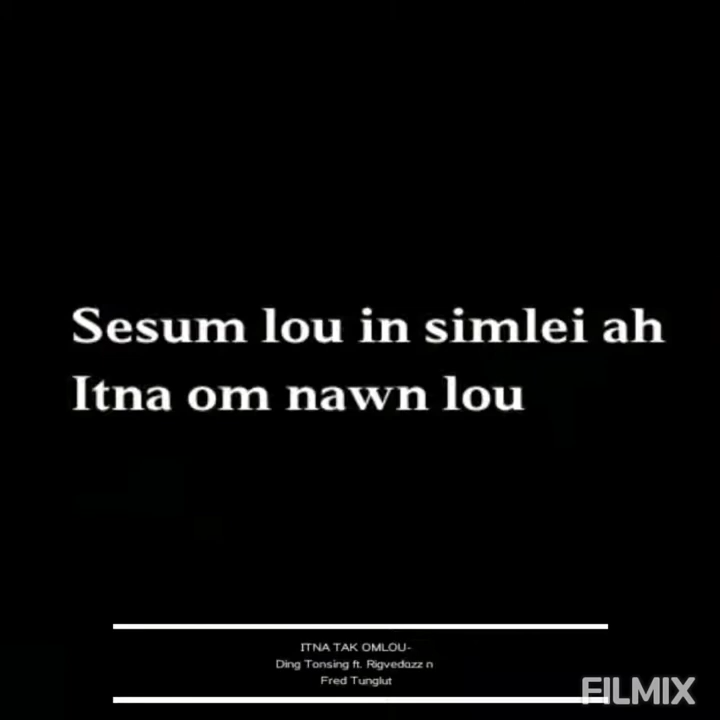 Sesum lou in simlei ah
Itna om nawn lou
ITNA TAK OMLOU-
Ding Tonsing ft. Rigvedazz n
Fred Tunglut
FILMIX